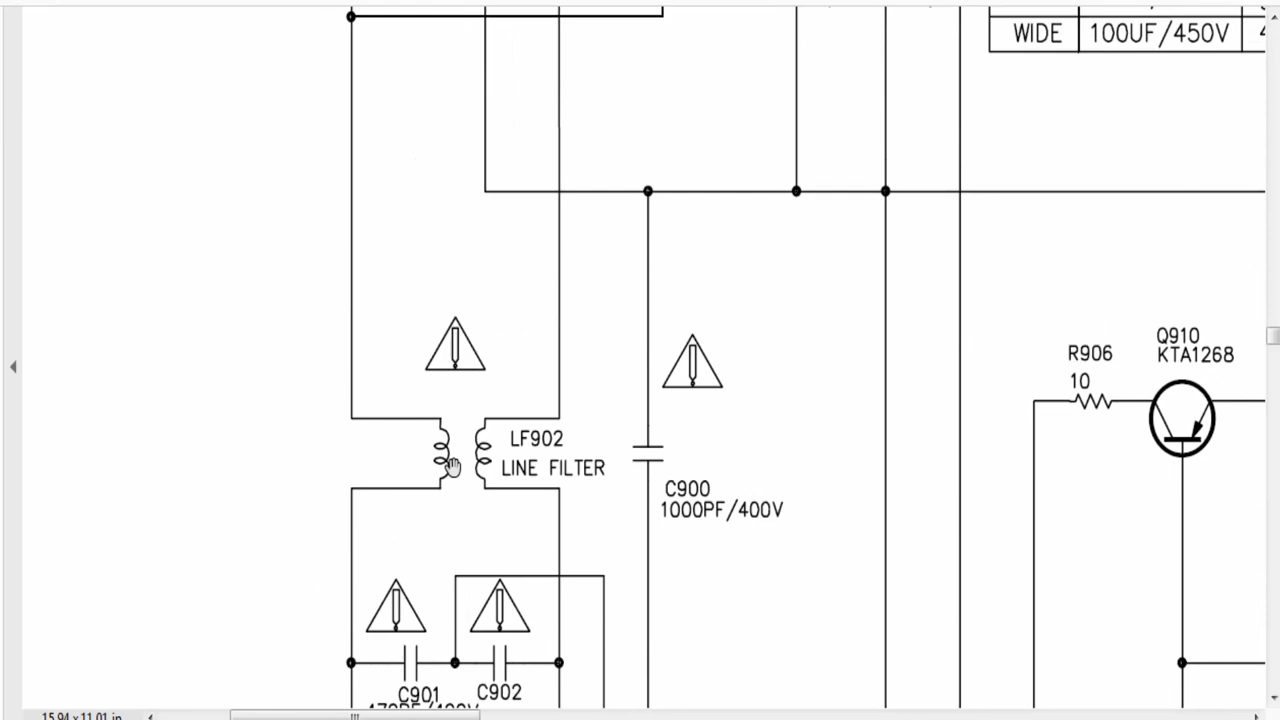 WIDE 100UF/450V
Q910
KTA1268
R906
10
LF902
LINE FILTER
C900
1000PF/400V
C901
C902
15.94 x 11.01 in